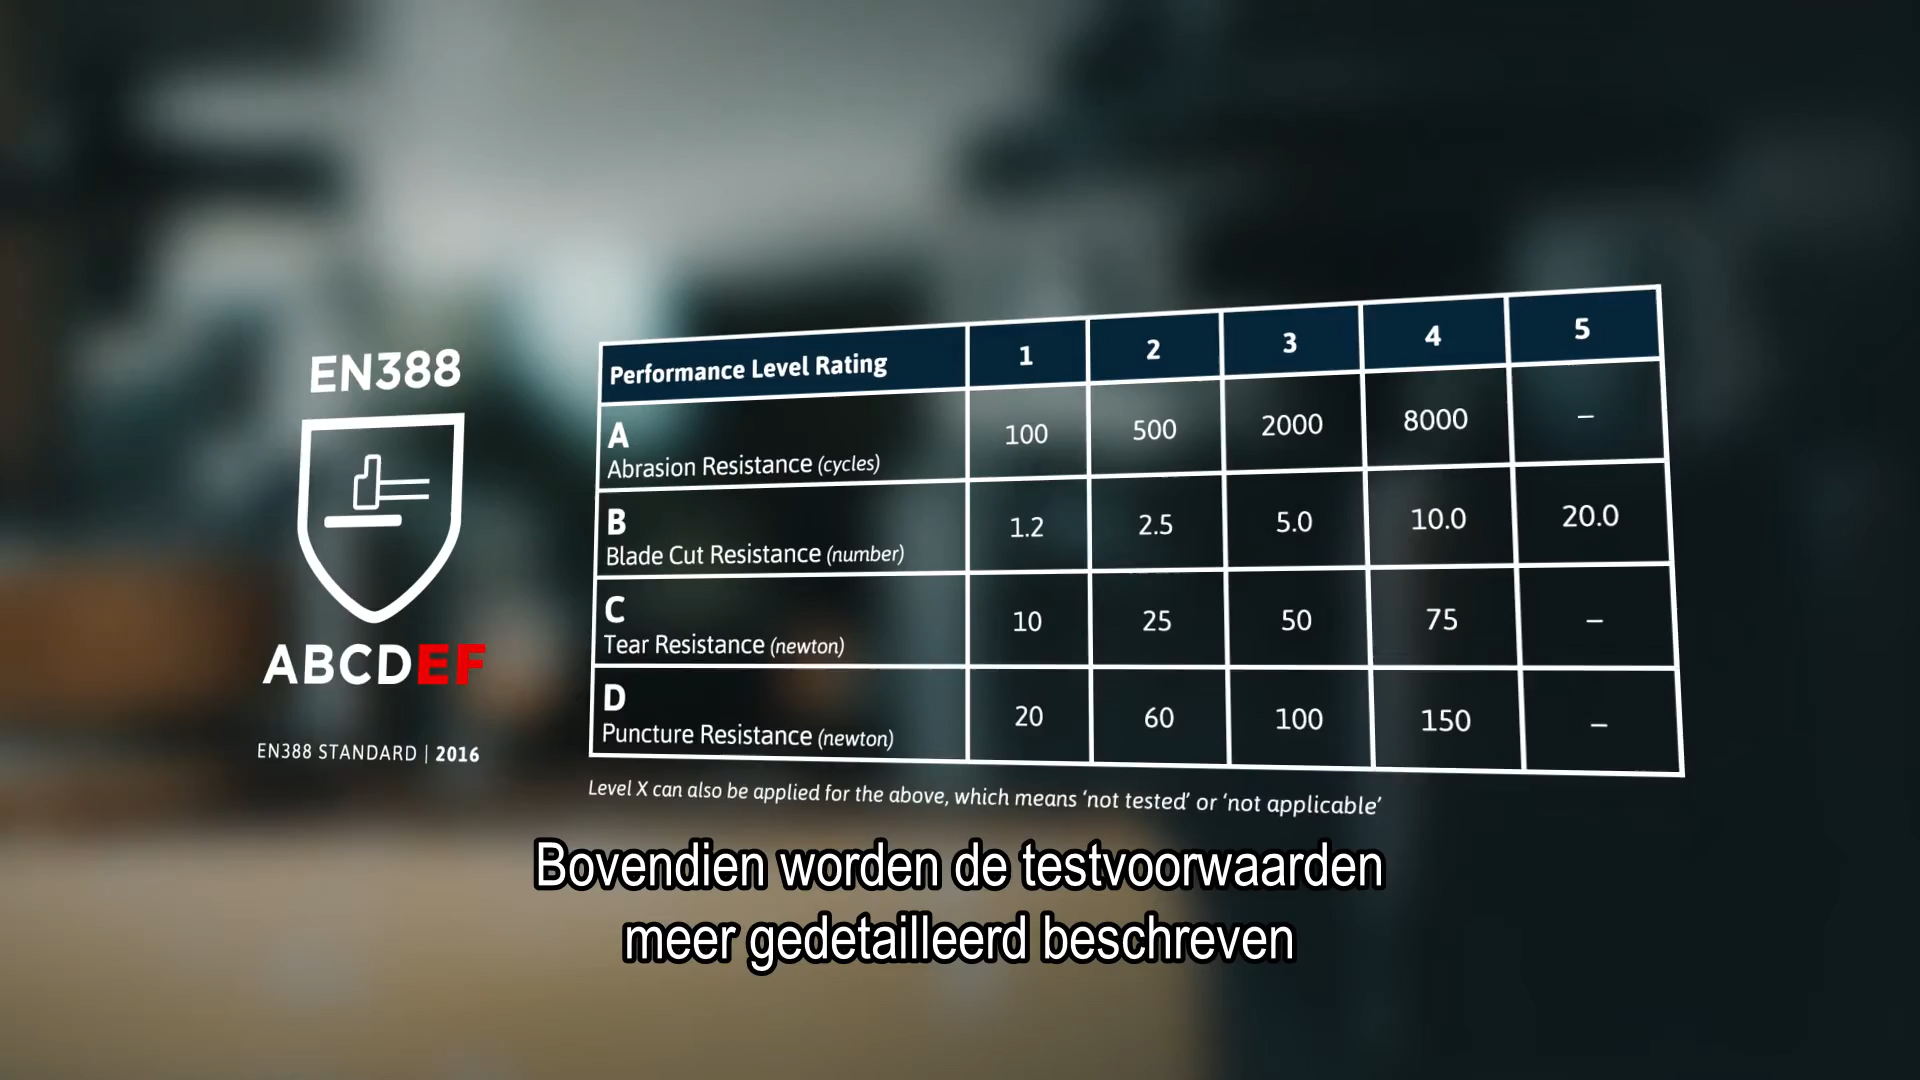 EN388
ABCDEF
EN388 STANDARD | 2016
Performance Level Rating 1 2 3 4 5
A
Abrasion Resistance (cycles) 100 500 2000 8000 –
B
Blade Cut Resistance (number) 1.2 2.5 5.0 10.0 20.0
C
Tear Resistance (newton) 10 25 50 75 –
D
Puncture Resistance (newton) 20 60 100 150 –
Level X can also be applied for the above, which means ‘not tested’ or ‘not applicable’
Bovendien worden de testvoorwaarden
meer gedetailleerd beschreven